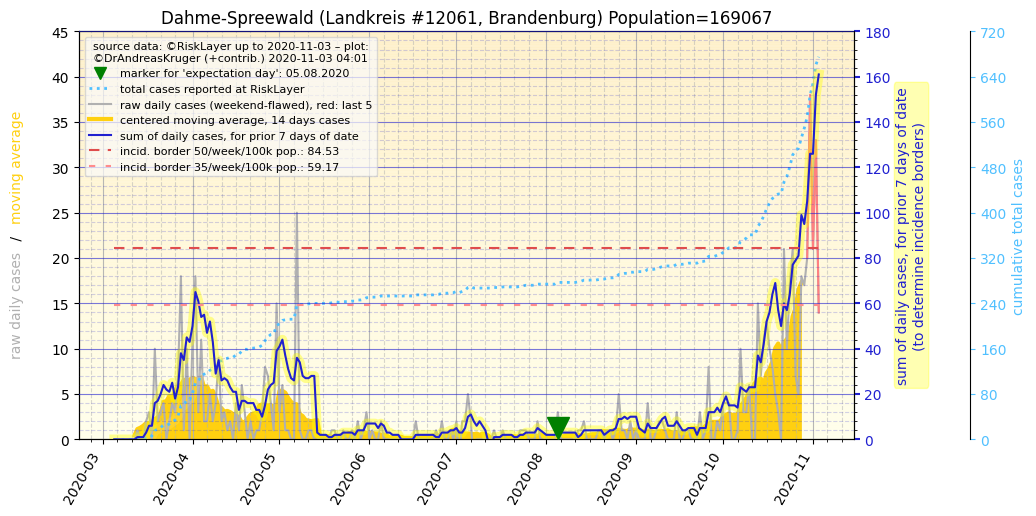 Dahme-Spreewald (Landkreis #12061, Brandenburg) Population=169067
source data: ©RiskLayer up to 2020-11-03 – plot:
©DrAndreasKruger (+contrib.) 2020-11-03 04:01
marker for 'expectation day': 05.08.2020
total cases reported at RiskLayer
raw daily cases (weekend-flawed), red: last 5
centered moving average, 14 days cases
sum of daily cases, for prior 7 days of date
incid. border 50/week/100k pop.: 84.53
incid. border 35/week/100k pop.: 59.17
raw daily cases / moving average
45
40
35
30
25
20
15
10
5
0
2020-03
2020-04
2020-05
2020-06
2020-07
2020-08
2020-09
2020-10
2020-11
180
160
140
120
100
80
60
40
20
0
sum of daily cases, for prior 7 days of date
(to determine incidence borders)
720
640
560
480
400
320
240
160
80
0
cumulative total cases